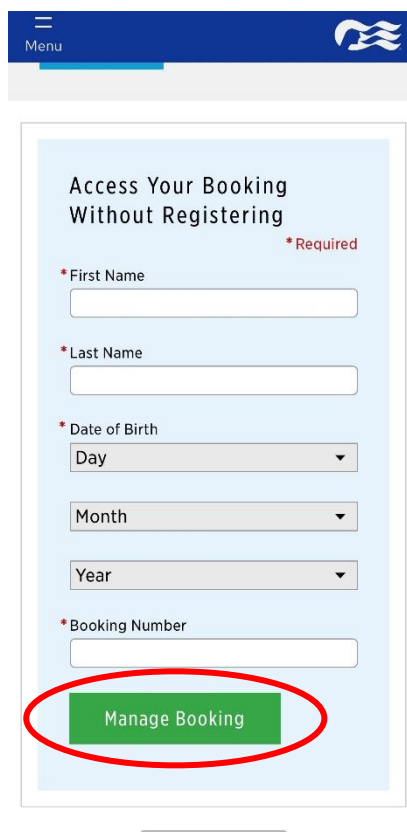 Menu
Access Your Booking
Without Registering
*Required
*First Name
*Last Name
* Date of Birth
Day
Month
Year
*Booking Number
Manage Booking